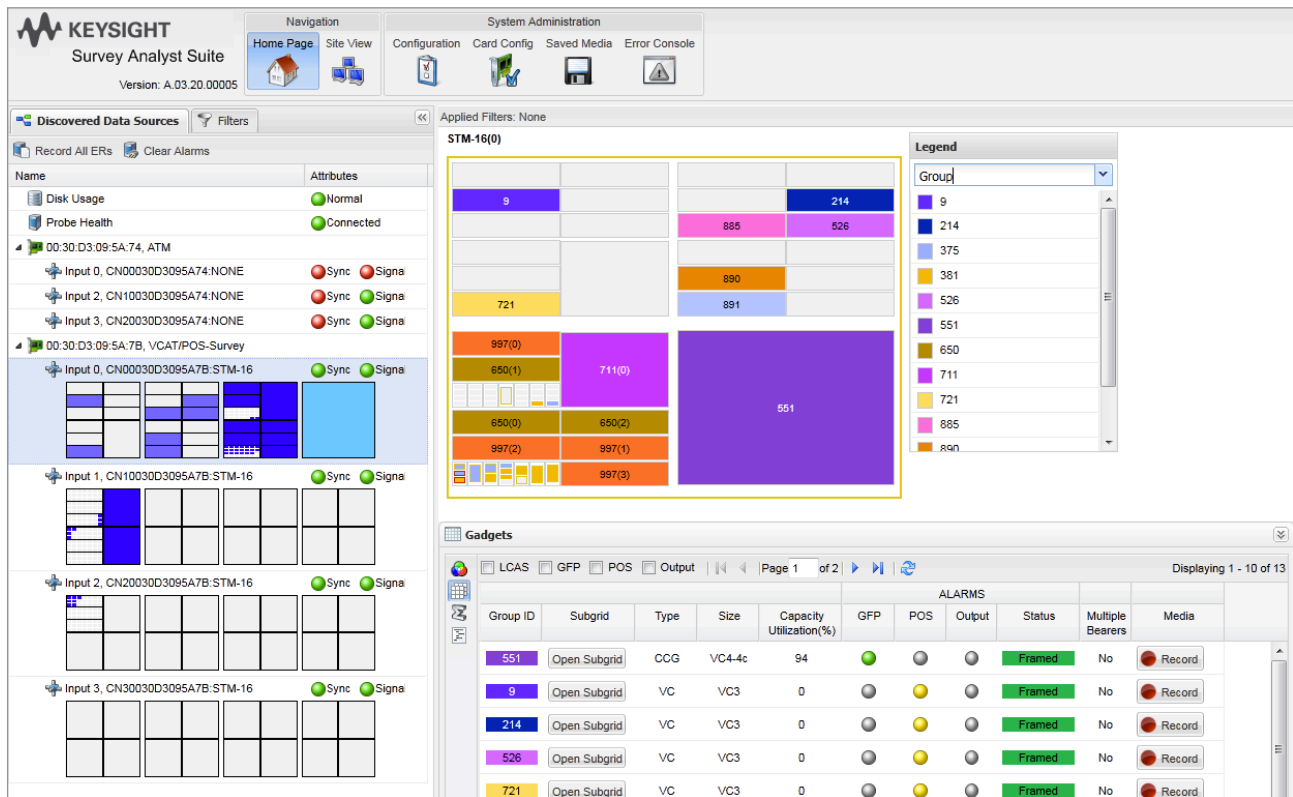 KEYSIGHT
Survey Analyst Suite
Version: A.03.20.00005
Navigation
Home Page Site View
System Administration
Configuration Card Config Saved Media Error Console
Discovered Data Sources Filters
Record All ERs Clear Alarms
Name Attributes
Disk Usage Normal
Probe Health Connected
00:30:D3:09:5A:74, ATM
Input 0, CN00030D3095A74:NONE Sync Signal
Input 2, CN10030D3095A74:NONE Sync Signal
Input 3, CN20030D3095A74:NONE Sync Signal
00:30:D3:09:5A:7B, VCAT/POS-Survey
Input 0, CN00030D3095A7B:STM-16 Sync Signal
Input 1, CN10030D3095A7B:STM-16 Sync Signal
Input 2, CN20030D3095A7B:STM-16 Sync Signal
Input 3, CN30030D3095A7B:STM-16 Sync Signal
Applied Filters: None
STM-16(0)
9 214
885 526
890
721 891
997(0)
650(1) 711(0)
551
650(0) 650(2)
997(2) 997(1)
997(3)
Legend
Group
9
214
375
381
526
551
650
711
721
885
890
Gadgets
LCAS GFP POS Output Page 1 of 2 Displaying 1 - 10 of 13
ALARMS
Group ID Subgrid Type Size Capacity Utilization(%) GFP POS Output Status Multiple Bearers Media
551 Open Subgrid CCG VC4-4c 94 Framed No Record
9 Open Subgrid VC VC3 0 Framed No Record
214 Open Subgrid VC VC3 0 Framed No Record
526 Open Subgrid VC VC3 0 Framed No Record
721 Open Subgrid VC VC3 0 Framed No Record